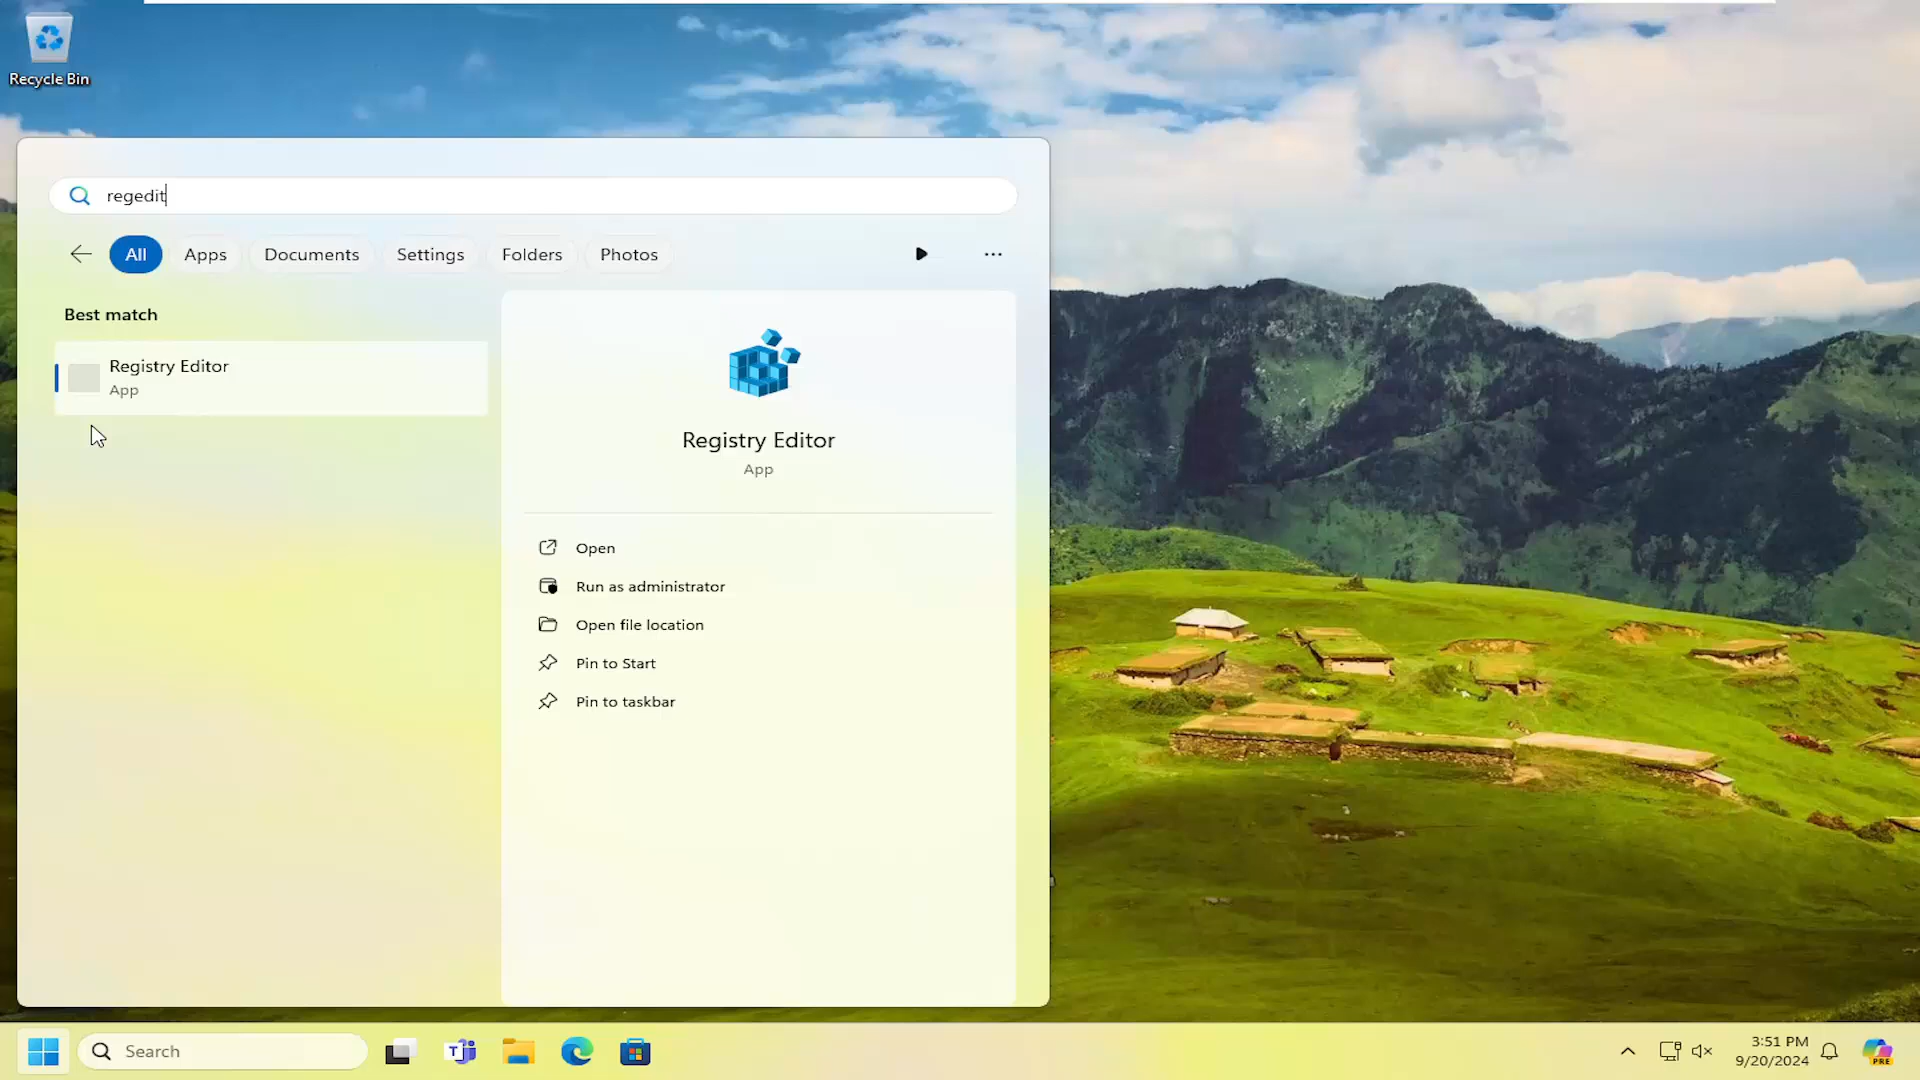 Recycle Bin
regedit
All
Apps
Documents
Settings
Folders
Photos
Best match
Registry Editor
App
Registry Editor
App
Open
Run as administrator
Open file location
Pin to Start
Pin to taskbar
Search
T
3:51 PM
9/20/2024
PRE